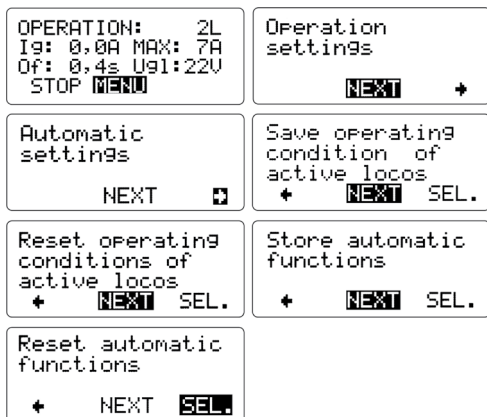 OPERATION: 2L
Ig: 0,0A MAX: 7A
Of: 0,4s Ugl:22V
STOP MENU
Operation
settings
NEXT →
Automatic
settings
NEXT →
Save operating
condition of
active locos
← NEXT SEL.
Reset operating
conditions of
active locos
← NEXT SEL.
Store automatic
functions
← NEXT SEL.
Reset automatic
functions
← NEXT SEL.